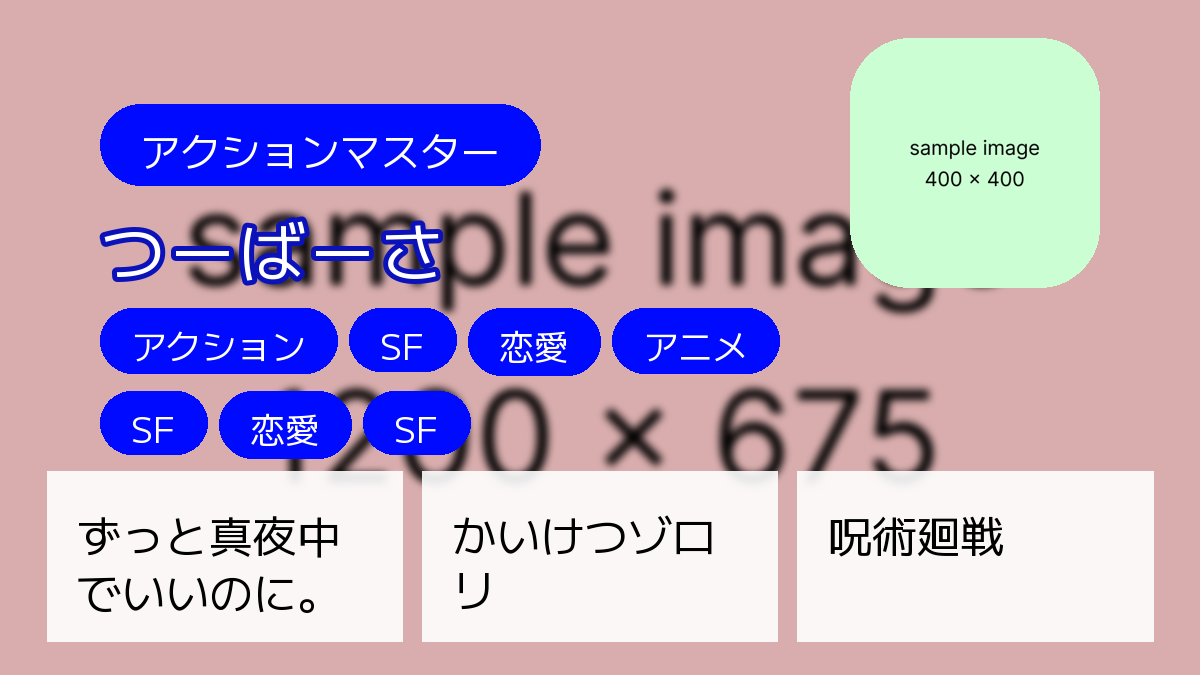 アクションマスター
sample image
400 × 400
つーばーさ
sample image
アクション SF 恋愛 アニメ
SF 恋愛 SF
1200 × 675
ずっと真夜中
でいいのに。
かいけつゾロ
リ
呪術廻戦